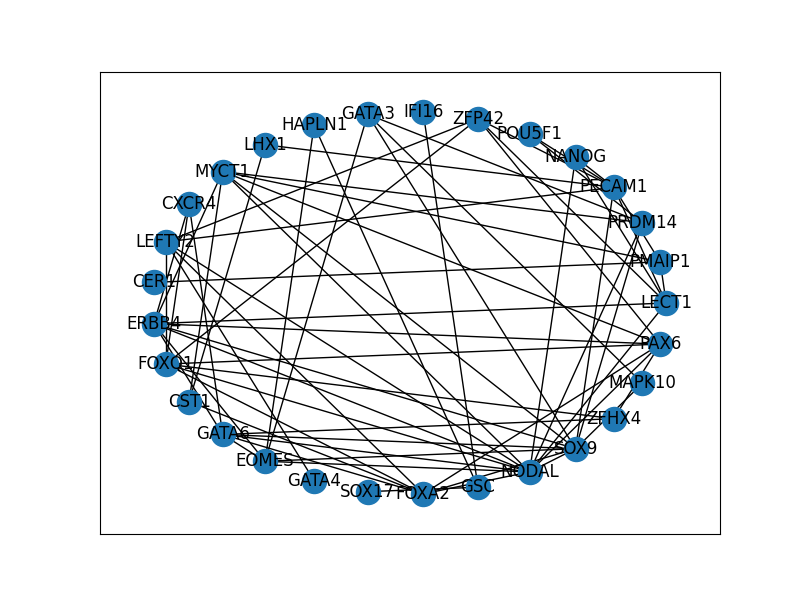 IFI16
GATA3
ZFP42
HAPLN1
POU5F1
LHX1
NANOG
MYCT1
PECAM1
CXCR4
PRDM14
LEFTY2
PMAIP1
CER1
LECT1
ERBB4
PAX6
FOXO1
MAPK10
CST1
ZFHX4
GATA6
SOX9
EOMES
NODAL
GATA4
GSC
SOX17
FOXA2